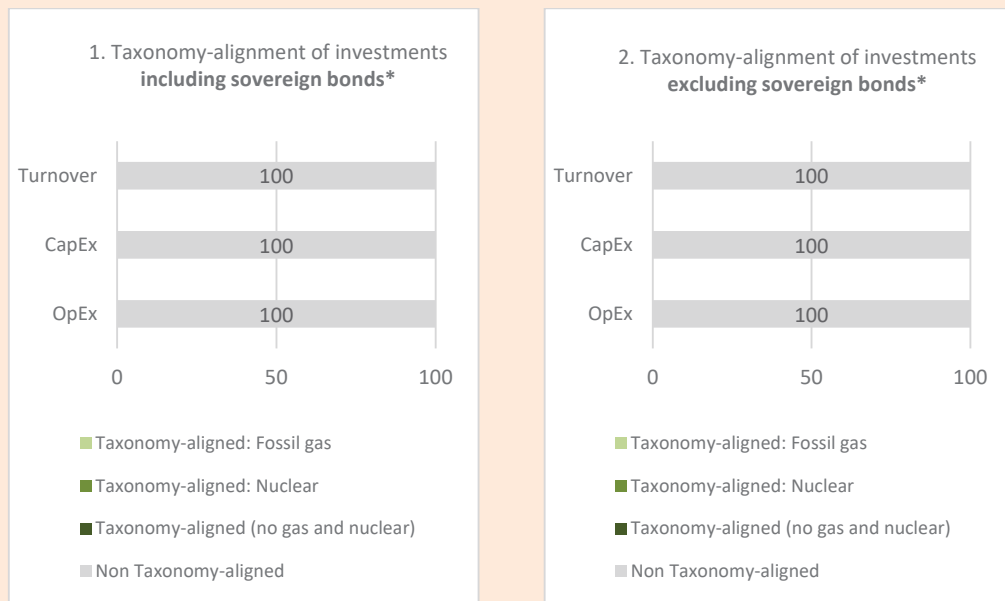 1. Taxonomy-alignment of investments
including sovereign bonds*
Turnover
100
CapEx
100
OpEx
100
0 50 100
Taxonomy-aligned: Fossil gas
Taxonomy-aligned: Nuclear
Taxonomy-aligned (no gas and nuclear)
Non Taxonomy-aligned
2. Taxonomy-alignment of investments
excluding sovereign bonds*
Turnover
100
CapEx
100
OpEx
100
0 50 100
Taxonomy-aligned: Fossil gas
Taxonomy-aligned: Nuclear
Taxonomy-aligned (no gas and nuclear)
Non Taxonomy-aligned